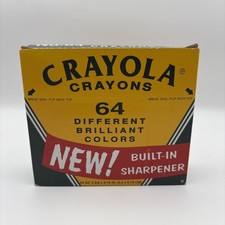 CRAYOLA®
CRAYONS
64
DIFFERENT
BRILLIANT
COLORS
NEW!
BUILT-IN
SHARPENER